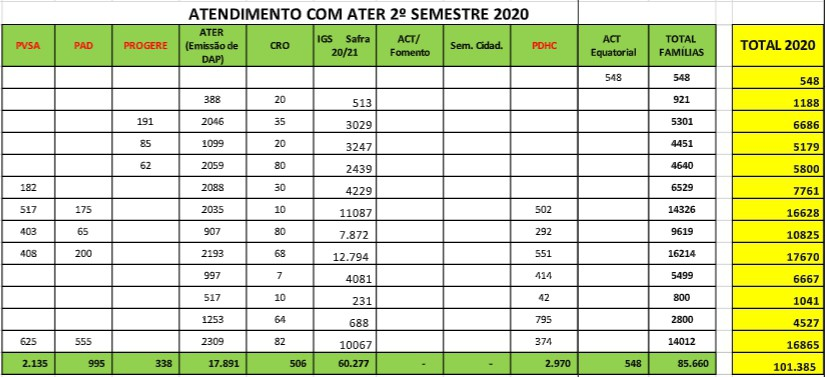 ATENDIMENTO COM ATER 2º SEMESTRE 2020
PVSA PAD PROGERE ATER (Emissão de DAP) CRO IGS Safra 20/21 ACT/ Fomento Sem. Cidad. PDHC ACT Equatorial TOTAL FAMÍLIAS TOTAL 2020
548 548 548
388 20 513 921 1188
191 2046 35 3029 5301 6686
85 1099 20 3247 4451 5179
62 2059 80 2439 4640 5800
182 2088 30 4229 6529 7761
517 175 2035 10 11087 502 14326 16628
403 65 907 80 7.872 292 9619 10825
408 200 2193 68 12.794 551 16214 17670
997 7 4081 414 5499 6667
517 10 231 42 800 1041
1253 64 688 795 2800 4527
625 555 2309 82 10067 374 14012 16865
2.135 995 338 17.891 506 60.277 - - 2.970 548 85.660 101.385